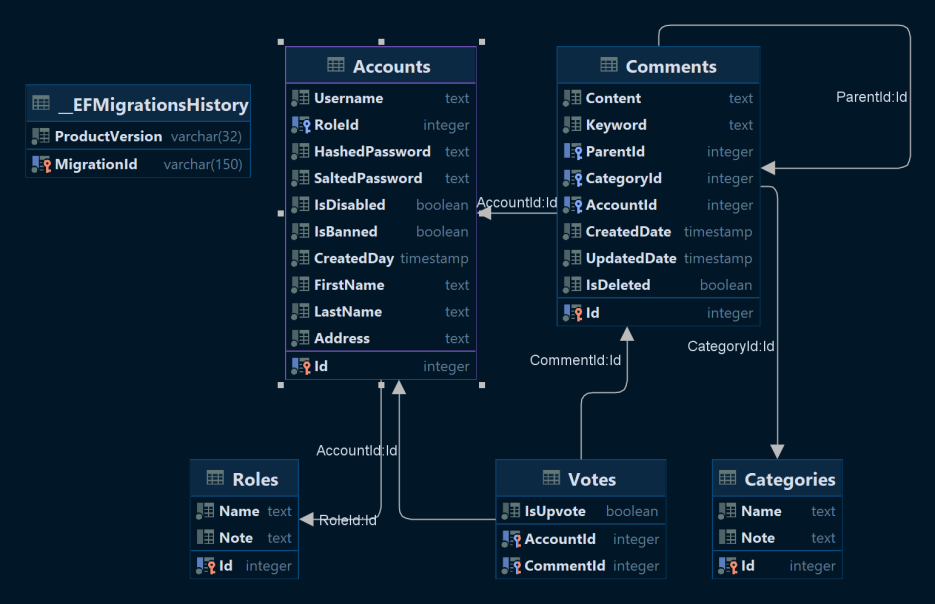 __EFMigrationsHistory
ProductVersion varchar(32)
MigrationId varchar(150)
Accounts
Username text
RoleId integer
HashedPassword text
SaltedPassword text
IsDisabled boolean
IsBanned boolean
CreatedDay timestamp
FirstName text
LastName text
Address text
Id integer
Comments
Content text
Keyword text
ParentId integer
CategoryId integer
AccountId integer
CreatedDate timestamp
UpdatedDate timestamp
IsDeleted boolean
Id integer
ParentId:Id
AccountId:Id
CommentId:Id
CategoryId:Id
AccountId:Id
RoleId:Id
Roles
Name text
Note text
Id integer
Votes
IsUpvote boolean
AccountId integer
CommentId integer
Categories
Name text
Note text
Id integer